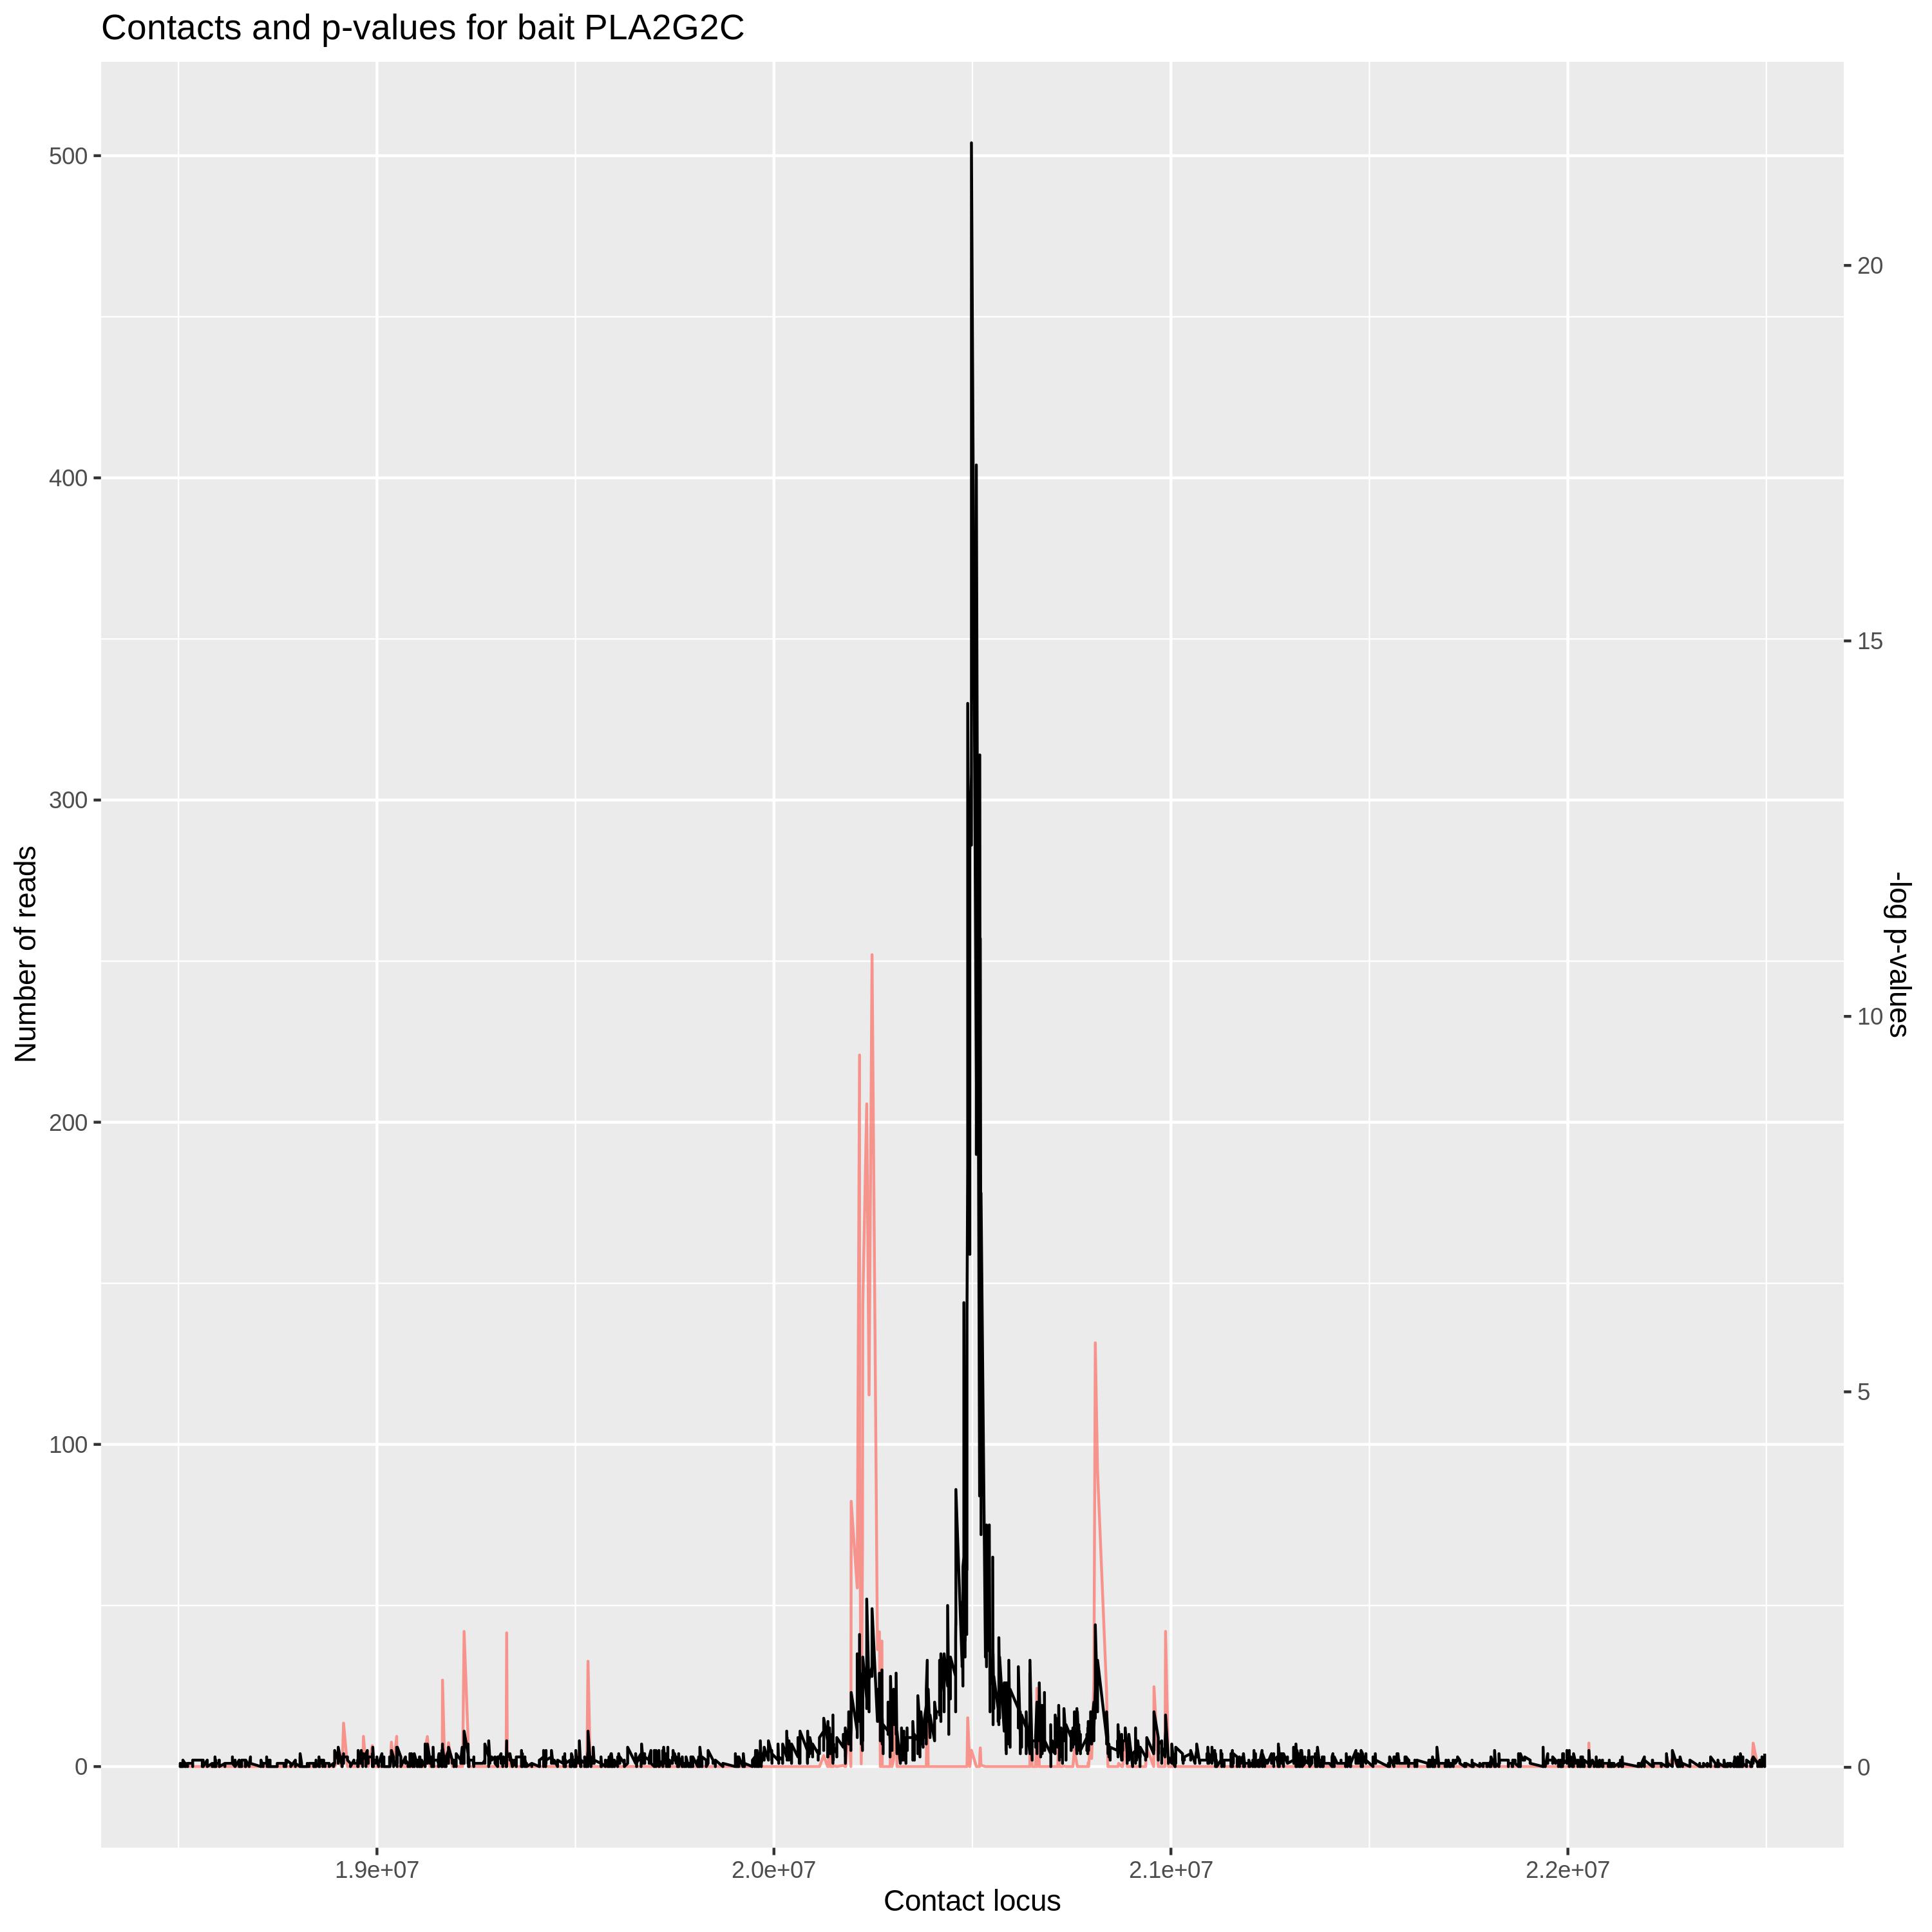 Contacts and p-values for bait PLA2G2C
500
400
300
200
100
0
Number of reads
20
15
10
5
0
-log p-values
1.9e+07
2.0e+07
2.1e+07
2.2e+07
Contact locus